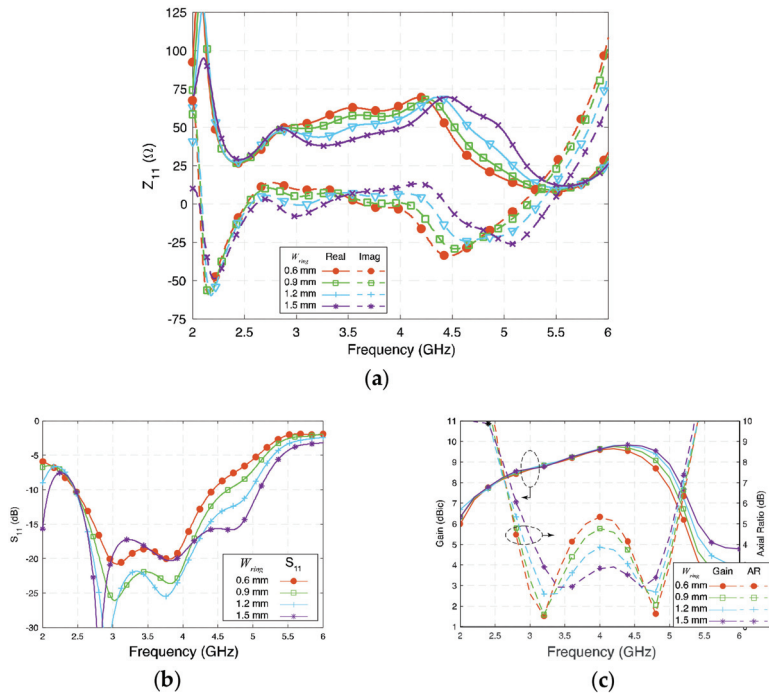 125
100
75
50
25
0
-25
-50
-75
Z11 (Ω)
W_ring Real Imag
0.6 mm
0.9 mm
1.2 mm
1.5 mm
2 2.5 3 3.5 4 4.5 5 5.5 6
Frequency (GHz)
(a)
0
-5
-10
-15
-20
-25
-30
S11 (dB)
W_ring S11
0.6 mm
0.9 mm
1.2 mm
1.5 mm
2 2.5 3 3.5 4 4.5 5 5.5 6
Frequency (GHz)
(b)
11
10
9
8
7
6
5
4
3
2
1
Gain (dBc)
10
9
8
7
6
5
4
Axial Ratio (dB)
W_ring Gain AR
0.6 mm
0.9 mm
1.2 mm
1.5 mm
2 2.5 3 3.5 4 4.5 5 5.5 6
Frequency (GHz)
(c)